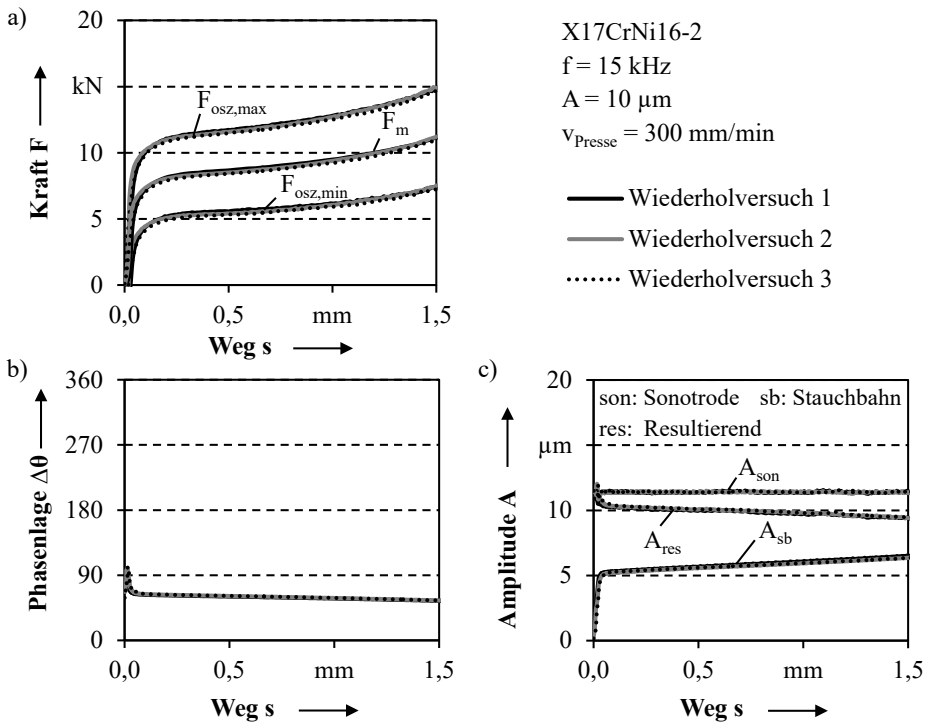 a)
20
kN
10
5
0
Kraft F
F_osz,max
F_m
F_osz,min
0,0 0,5 mm 1,5
Weg s
X17CrNi16-2
f = 15 kHz
A = 10 µm
v_Presse = 300 mm/min
Wiederholversuch 1
Wiederholversuch 2
Wiederholversuch 3
b)
360
270
180
90
0
Phasenlage Δθ
0,0 0,5 mm 1,5
Weg s
c)
20
µm
10
5
0
Amplitude A
son: Sonotrode sb: Stauchbahn
res: Resultierend
A_son
A_res
A_sb
0,0 0,5 mm 1,5
Weg s